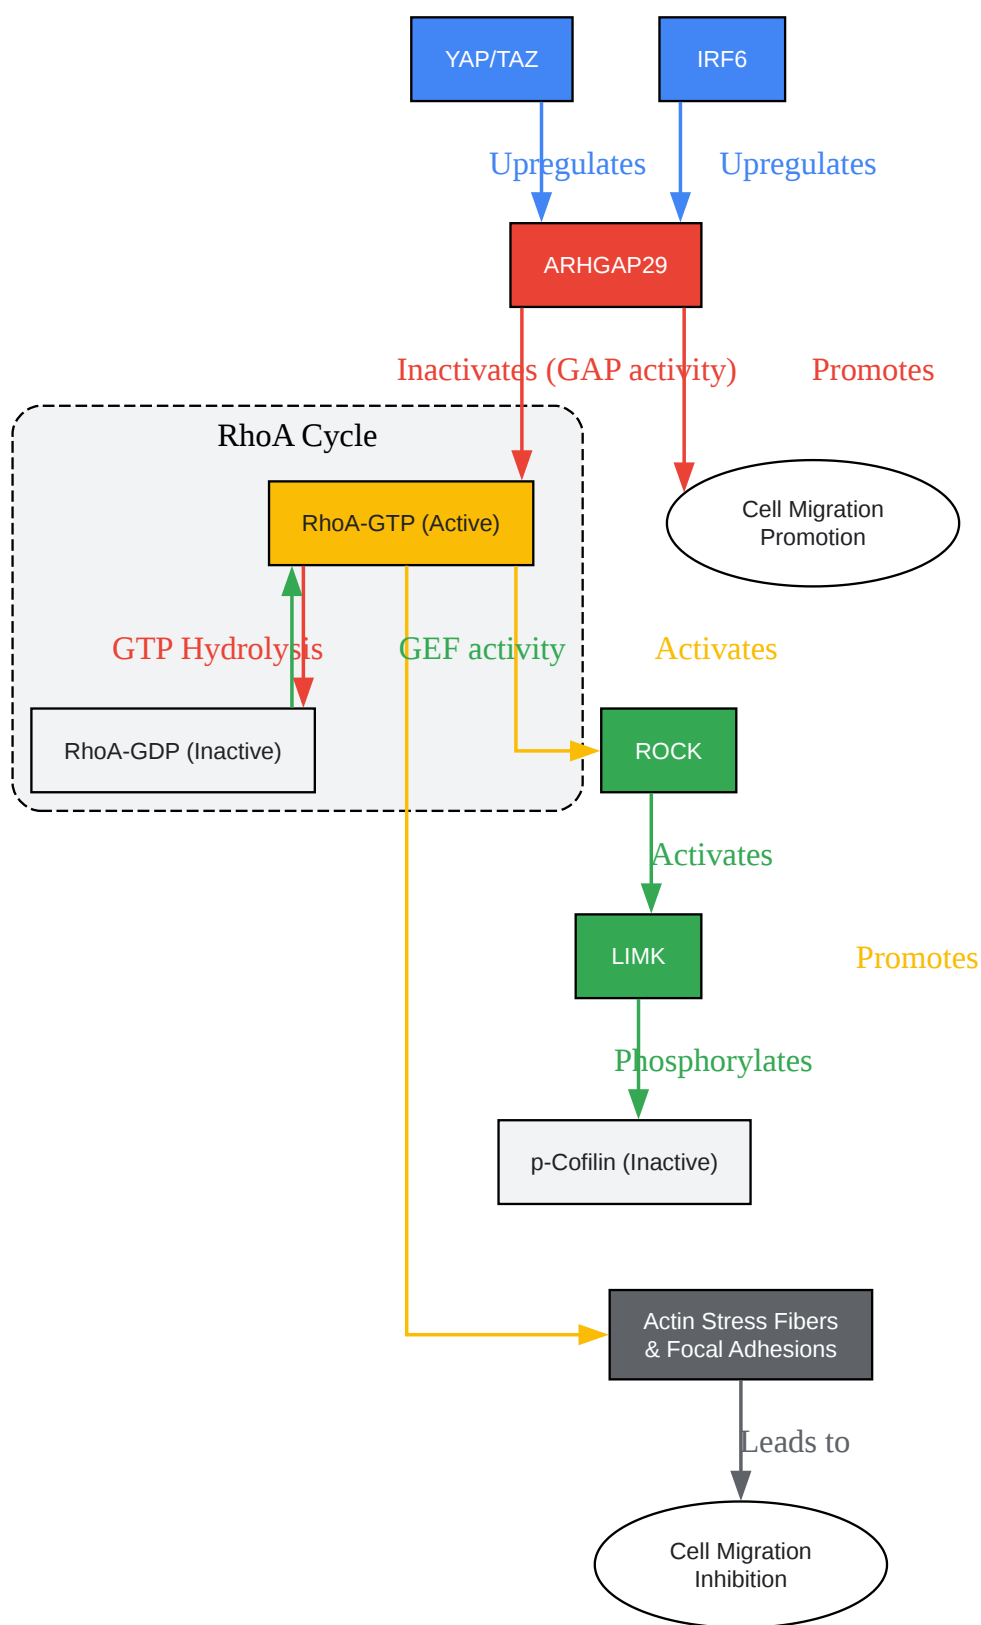 YAP/TAZ
IRF6
Upregulates
Upregulates
ARHGAP29
Inactivates (GAP activity)
Promotes
RhoA Cycle
RhoA-GTP (Active)
Cell Migration
Promotion
GTP Hydrolysis
GEF activity
Activates
RhoA-GDP (Inactive)
ROCK
Activates
LIMK
Promotes
Phosphorylates
p-Cofilin (Inactive)
Actin Stress Fibers
& Focal Adhesions
Leads to
Cell Migration
Inhibition